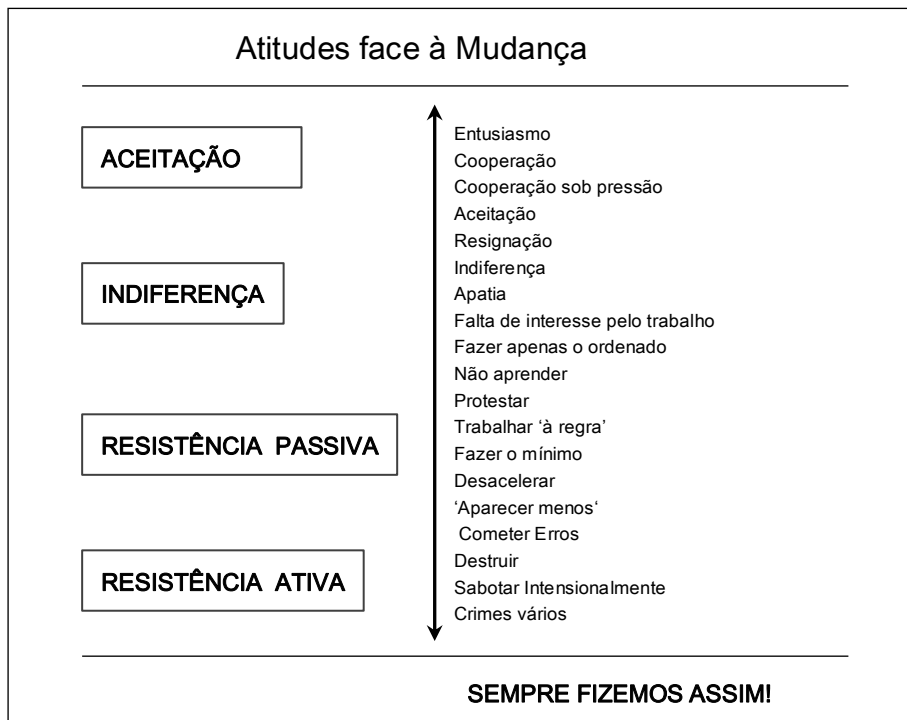 Atitudes face à Mudança
ACEITAÇÃO
INDIFERENÇA
RESISTÊNCIA PASSIVA
RESISTÊNCIA ATIVA
Entusiasmo
Cooperação
Cooperação sob pressão
Aceitação
Resignação
Indiferença
Apatia
Falta de interesse pelo trabalho
Fazer apenas o ordenado
Não aprender
Protestar
Trabalhar ‘à regra‘
Fazer o mínimo
Desacelerar
‘Aparecer menos‘
Cometer Erros
Destruir
Sabotar Intensionalmente
Crimes vários
SEMPRE FIZEMOS ASSIM!